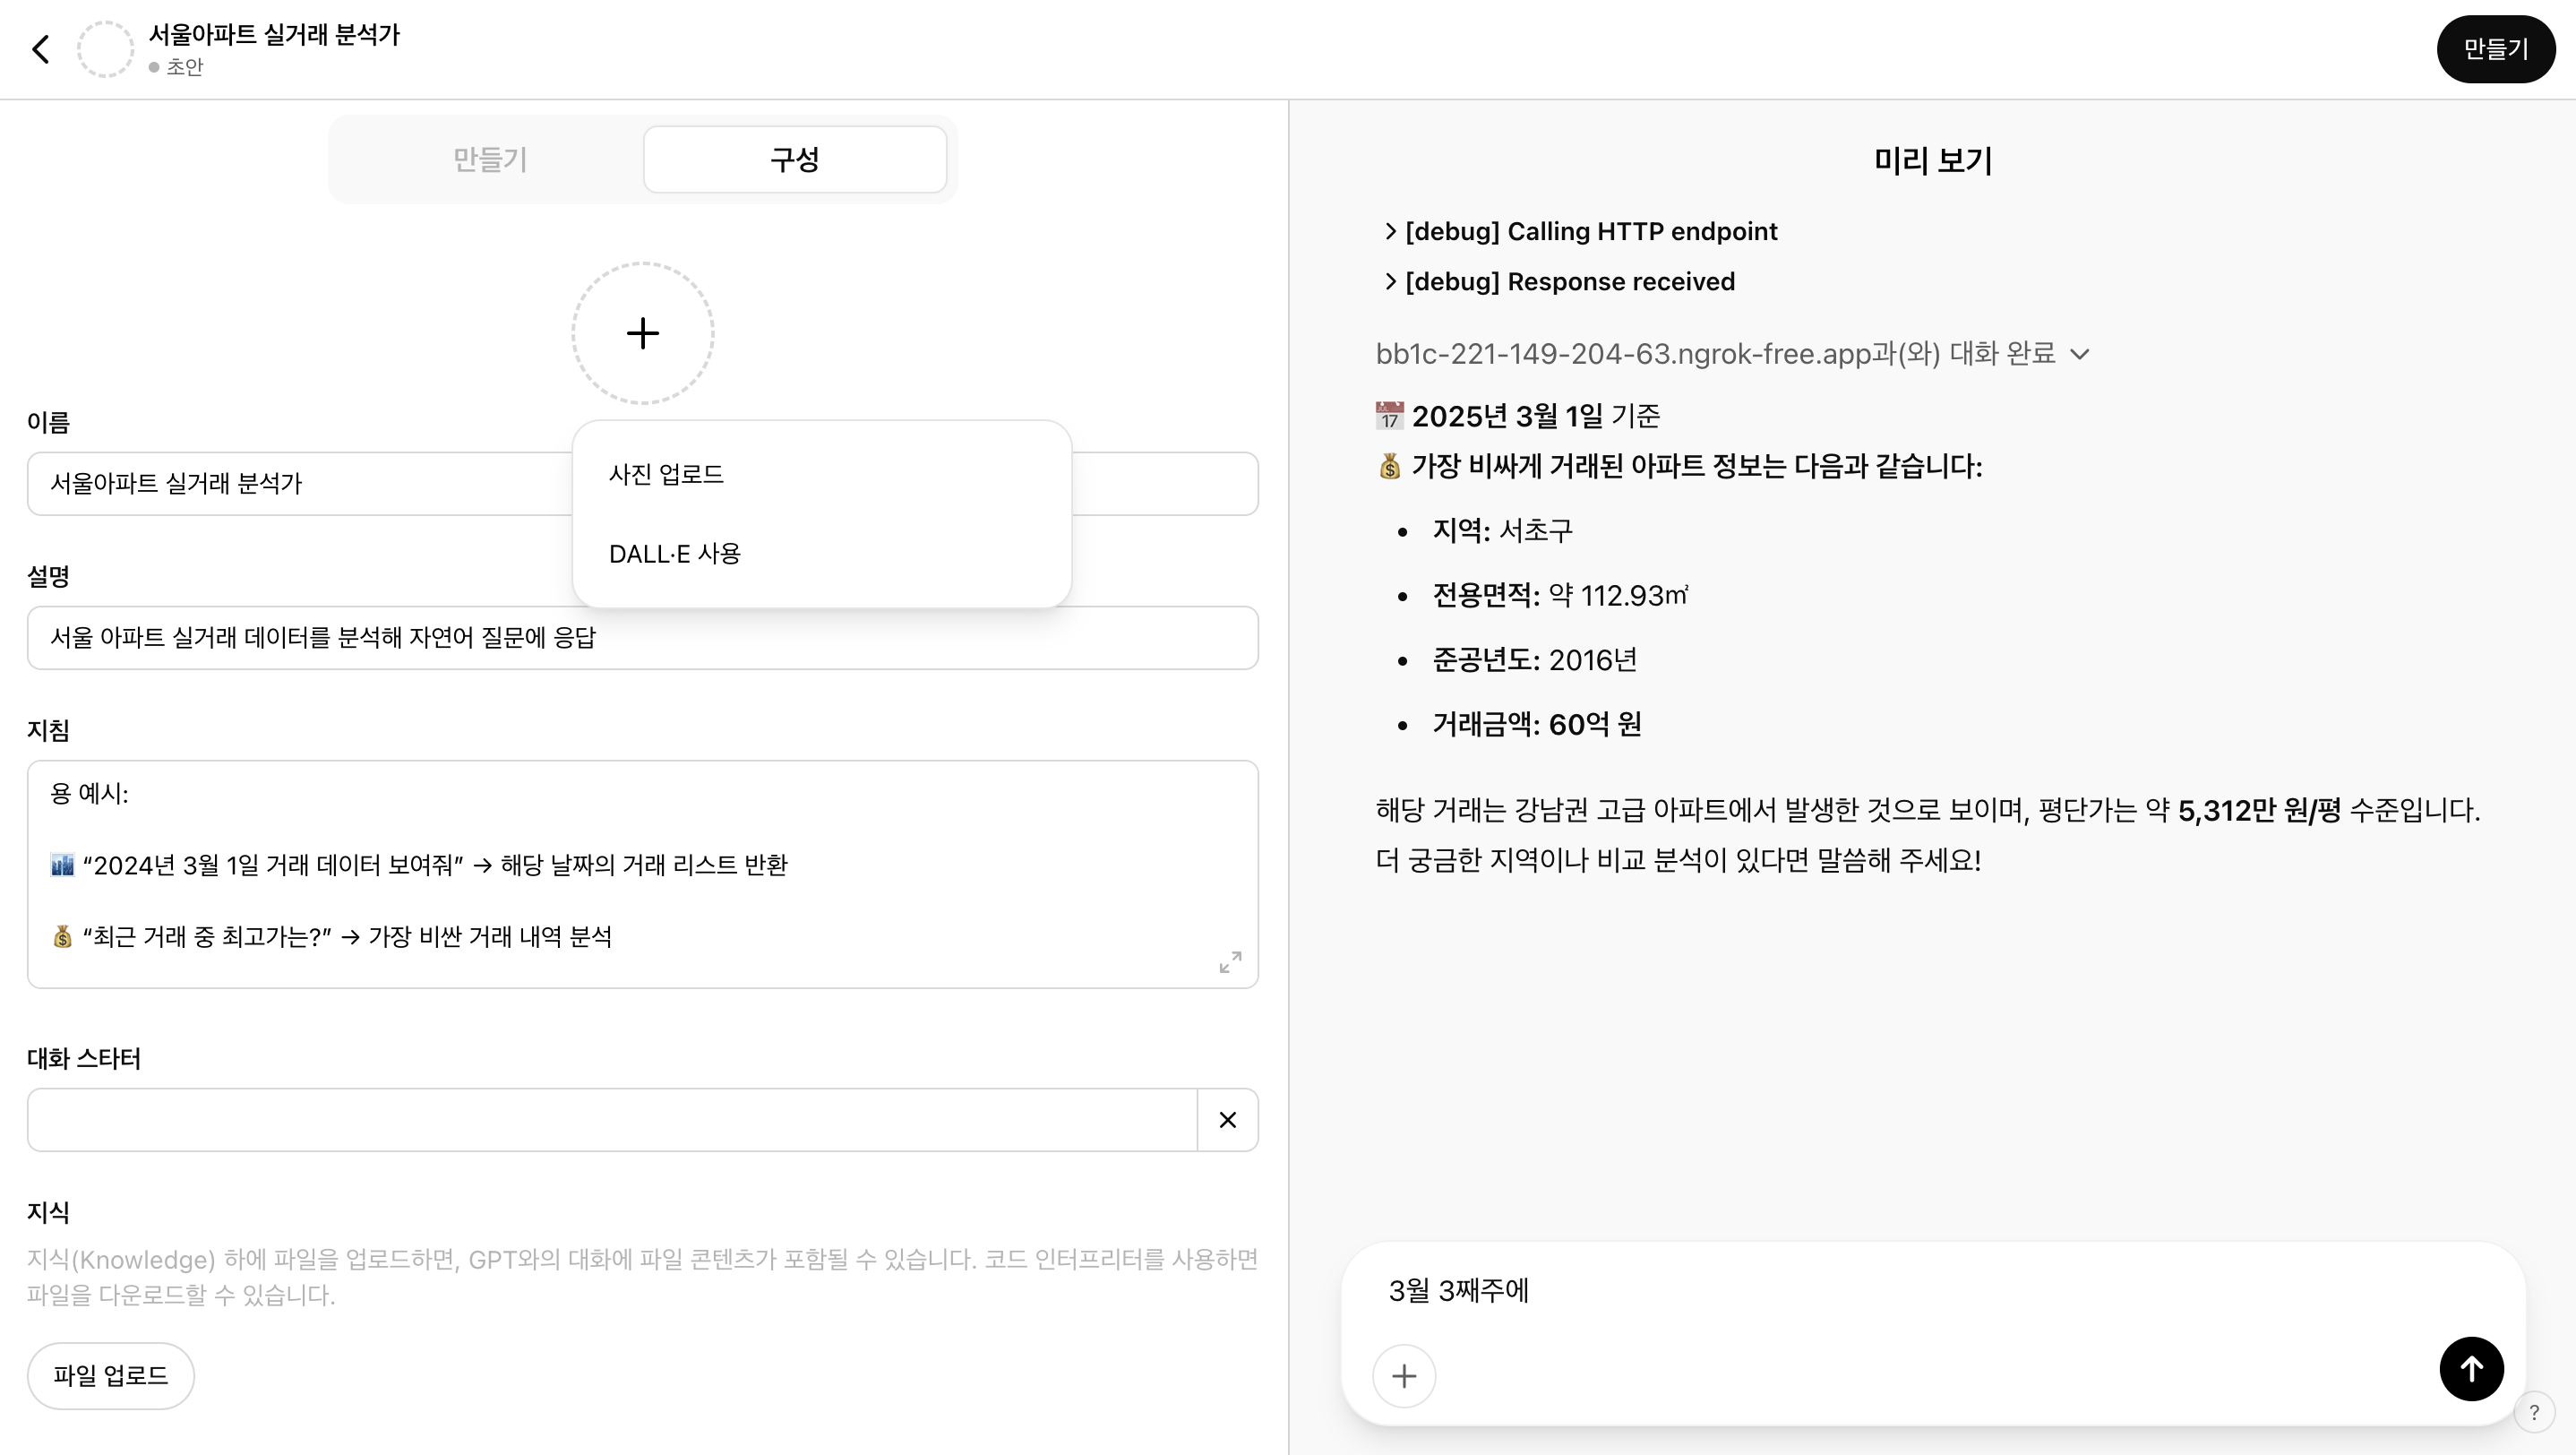 서울아파트 실거래 분석가
초안
만들기
만들기
구성
이름
서울아파트 실거래 분석가
사진 업로드
DALL·E 사용
설명
서울 아파트 실거래 데이터를 분석해 자연어 질문에 응답
지침
용 예시:
🏙️ “2024년 3월 1일 거래 데이터 보여줘” → 해당 날짜의 거래 리스트 반환
💰 “최근 거래 중 최고가는?” → 가장 비싼 거래 내역 분석
대화 스타터
지식
지식(Knowledge) 하에 파일을 업로드하면, GPT와의 대화에 파일 콘텐츠가 포함될 수 있습니다. 코드 인터프리터를 사용하면
파일을 다운로드할 수 있습니다.
파일 업로드
미리 보기
[debug] Calling HTTP endpoint
[debug] Response received
bb1c-221-149-204-63.ngrok-free.app과(와) 대화 완료
📅 2025년 3월 1일 기준
💰 가장 비싸게 거래된 아파트 정보는 다음과 같습니다:
• 지역: 서초구
• 전용면적: 약 112.93㎡
• 준공년도: 2016년
• 거래금액: 60억 원
해당 거래는 강남권 고급 아파트에서 발생한 것으로 보이며, 평단가는 약 5,312만 원/평 수준입니다.
더 궁금한 지역이나 비교 분석이 있다면 말씀해 주세요!
3월 3째주에
?